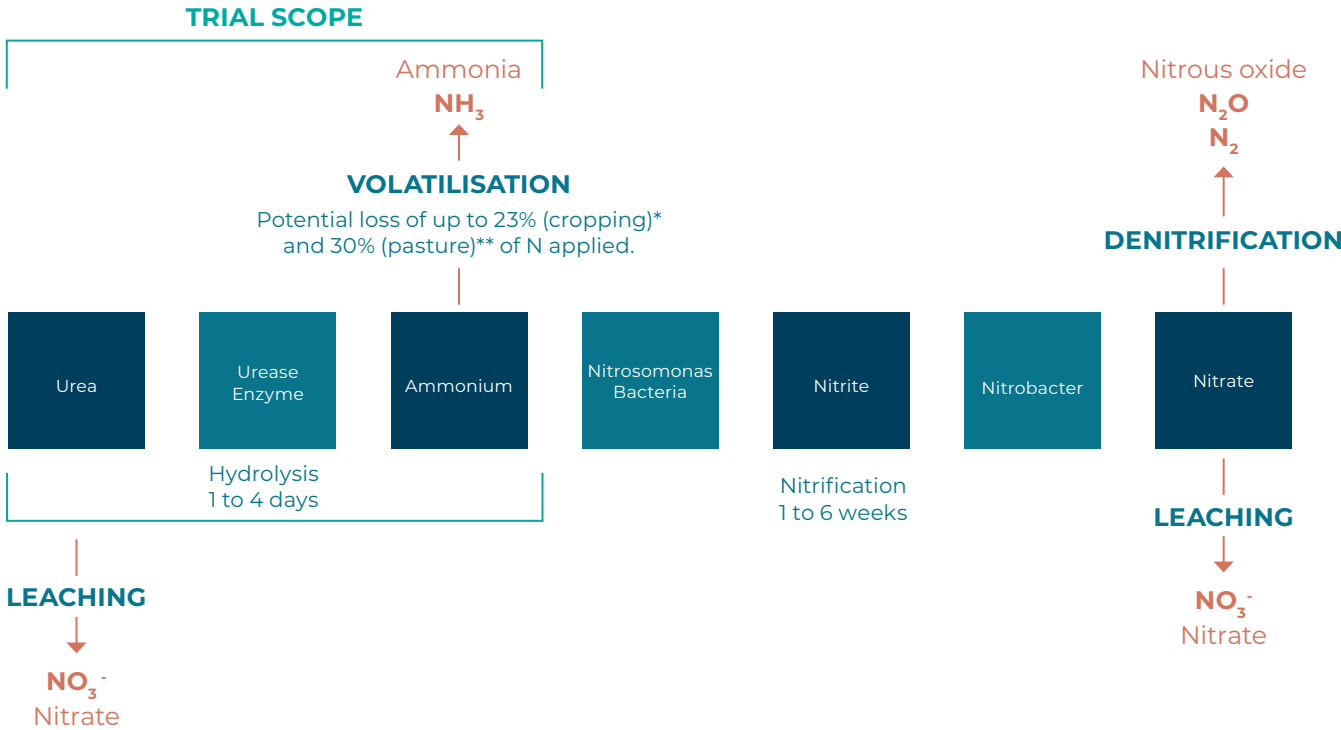 TRIAL SCOPE
Ammonia
NH₃
Nitrous oxide
N₂O
N₂
VOLATILISATION
Potential loss of up to 23% (cropping)*
and 30% (pasture)** of N applied.
DENITRIFICATION
Urea
Urease
Enzyme
Ammonium
Nitrosomonas
Bacteria
Nitrite
Nitrobacter
Nitrate
Hydrolysis
1 to 4 days
Nitrification
1 to 6 weeks
LEACHING
NO₃⁻
Nitrate
LEACHING
NO₃⁻
Nitrate